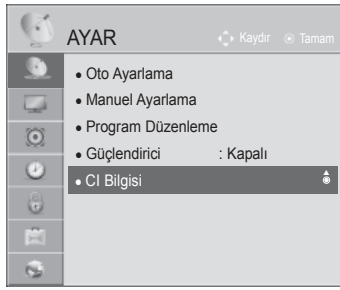 AYAR Kaydır Tamam
• Oto Ayarlama
• Manuel Ayarlama
• Program Düzenleme
• Güçlendirici : Kapalı
• CI Bilgisi